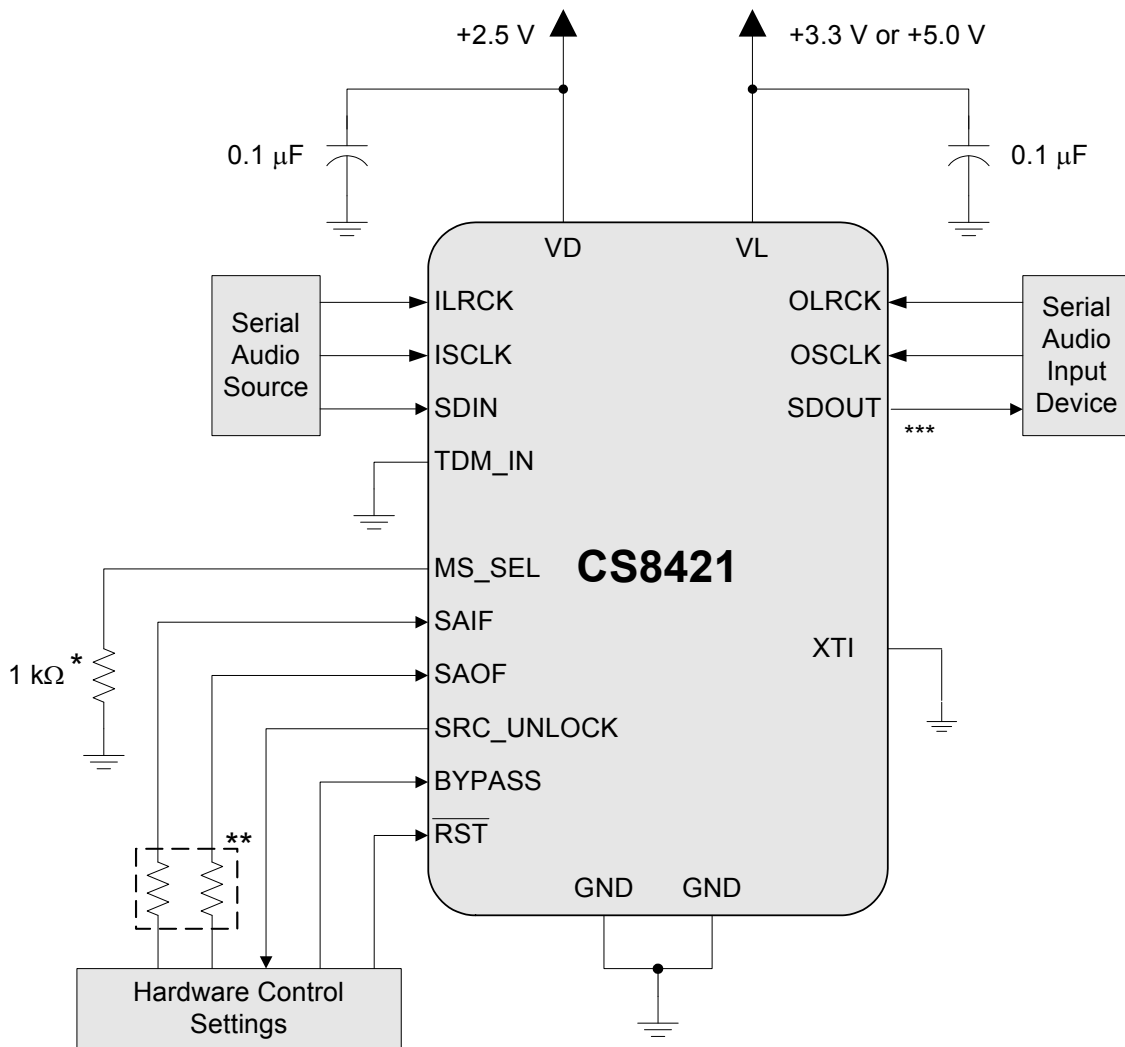 +2.5 V
+3.3 V or +5.0 V
0.1 μF
0.1 μF
VD
VL
Serial
Audio
Source
ILRCK
ISCLK
SDIN
TDM_IN
OLRCK
OSCLK
SDOUT
***
Serial
Audio
Input
Device
MS_SEL
CS8421
SAIF
SAOF
SRC_UNLOCK
BYPASS
RST
XTI
1 kΩ *
**
GND
GND
Hardware Control
Settings